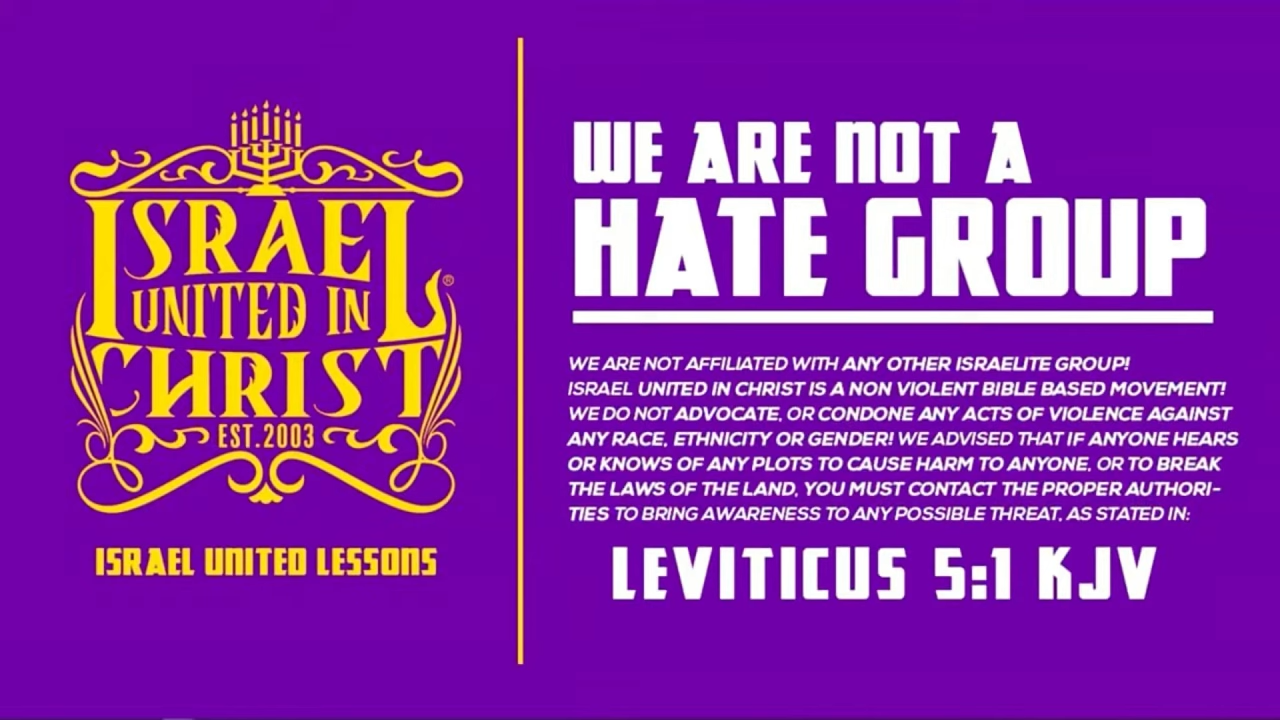 ISRAEL
UNITED IN
CHRIST
®
EST.2003
ISRAEL UNITED LESSONS
WE ARE NOT A
HATE GROUP
WE ARE NOT AFFILIATED WITH ANY OTHER ISRAELITE GROUP!
ISRAEL UNITED IN CHRIST IS A NON VIOLENT BIBLE BASED MOVEMENT!
WE DO NOT ADVOCATE, OR CONDONE ANY ACTS OF VIOLENCE AGAINST
ANY RACE, ETHNICITY OR GENDER! WE ADVISED THAT IF ANYONE HEARS
OR KNOWS OF ANY PLOTS TO CAUSE HARM TO ANYONE, OR TO BREAK
THE LAWS OF THE LAND, YOU MUST CONTACT THE PROPER AUTHORI-
TIES TO BRING AWARENESS TO ANY POSSIBLE THREAT, AS STATED IN:
LEVITICUS 5:1 KJV